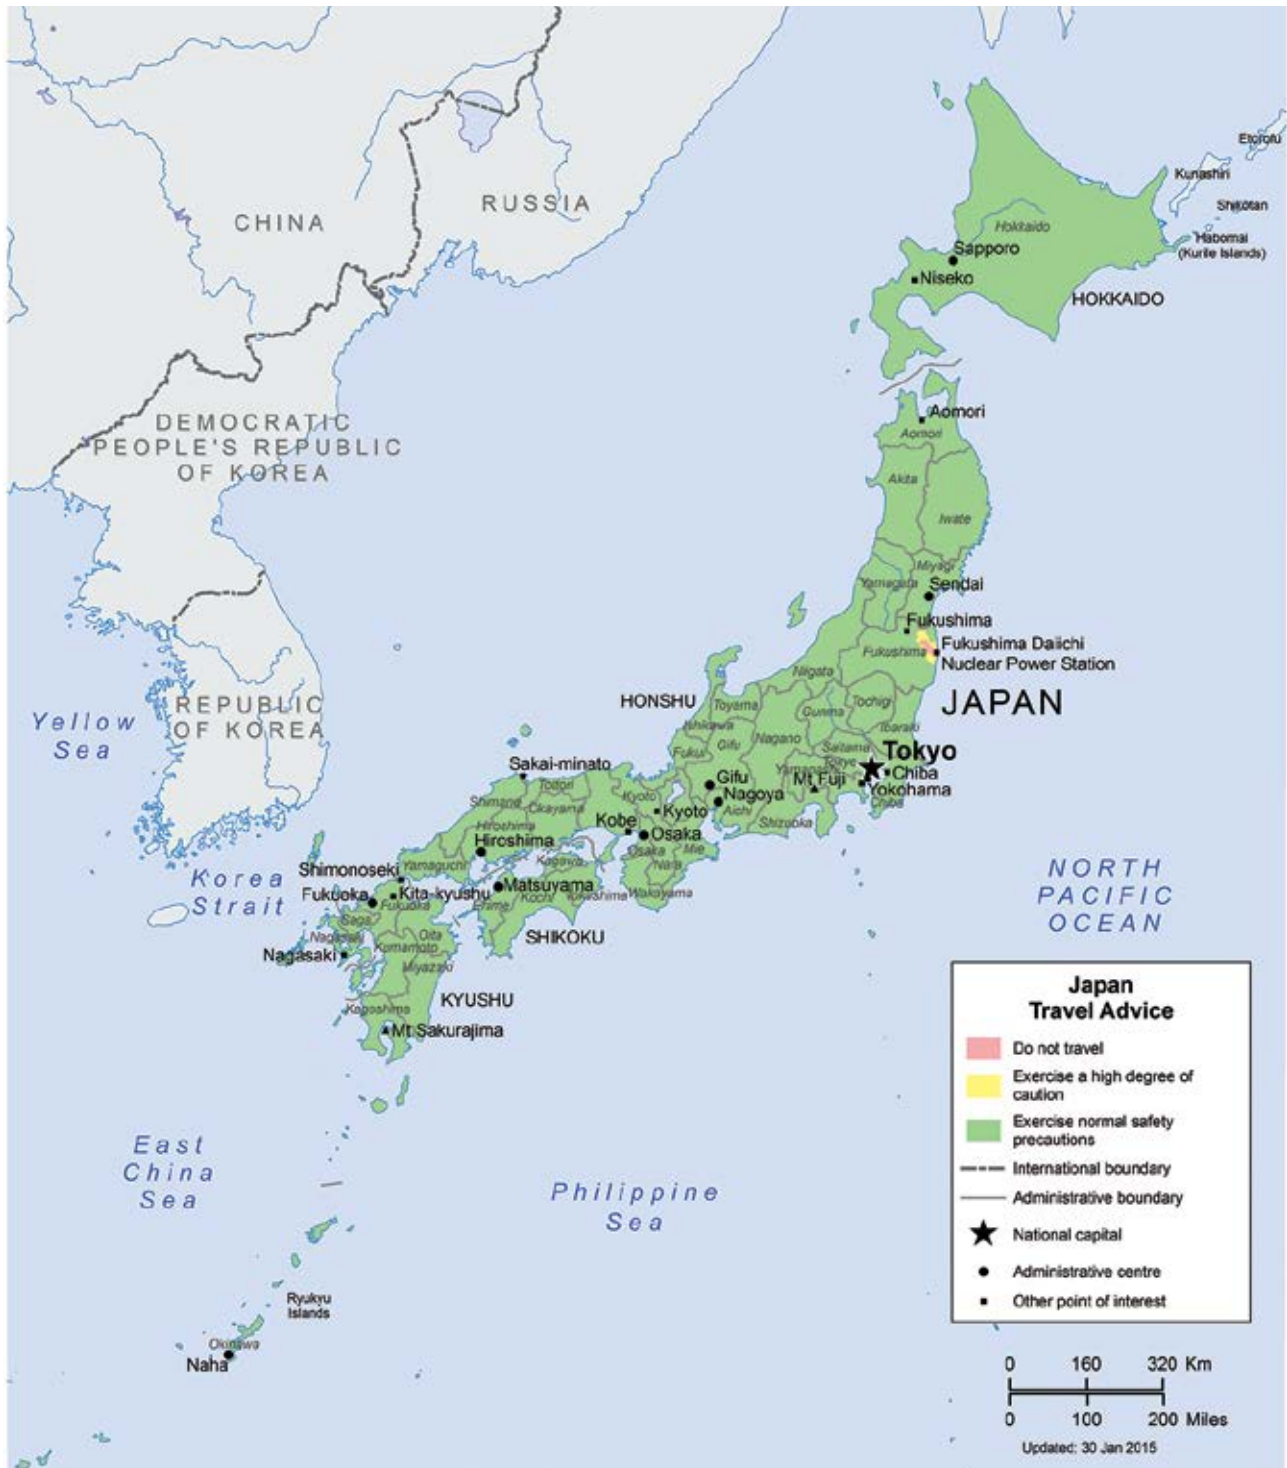 Etorofu
Kunashiri
Shikotan
Habomai
(Kurile Islands)
RUSSIA
CHINA
Hokkaido
Sapporo
Niseko
HOKKAIDO
DEMOCRATIC
PEOPLE'S REPUBLIC
OF KOREA
Aomori
Aomori
Akita
Iwate
Miyagi
Yamagata
Sendai
Fukushima
Fukushima
Fukushima Daiichi
Nuclear Power Station
Niigata
JAPAN
REPUBLIC
OF KOREA
Yellow
Sea
HONSHU
Toyama
Ishikawa
Gunma
Tochigi
Ibaraki
Fukui
Gifu
Nagano
Saitama
Tokyo
Chiba
Yokohama
Chiba
Mt Fuji
Gifu
Nagoya
Aichi
Shizuoka
Sakai-minato
Tottori
Shimane
Okayama
Kyoto
Kyoto
Kobe
Osaka
Osaka
Mie
Nara
Wakayama
Hiroshima
Hiroshima
Yamaguchi
Kagawa
Shimonoseki
Matsuyama
Kochi
Tokushima
Ehime
SHIKOKU
Korea
Strait
Fukuoka
Kita-kyushu
Fukuoka
Saga
Nagasaki
Nagasaki
Oita
Kumamoto
Miyazaki
KYUSHU
Kagoshima
Mt Sakurajima
NORTH
PACIFIC
OCEAN
East
China
Sea
Philippine
Sea
Ryukyu
Islands
Okinawa
Naha
Japan
Travel Advice
Do not travel
Exercise a high degree of
caution
Exercise normal safety
precautions
International boundary
Administrative boundary
National capital
Administrative centre
Other point of interest
0 160 320 Km
0 100 200 Miles
Updated: 30 Jan 2015